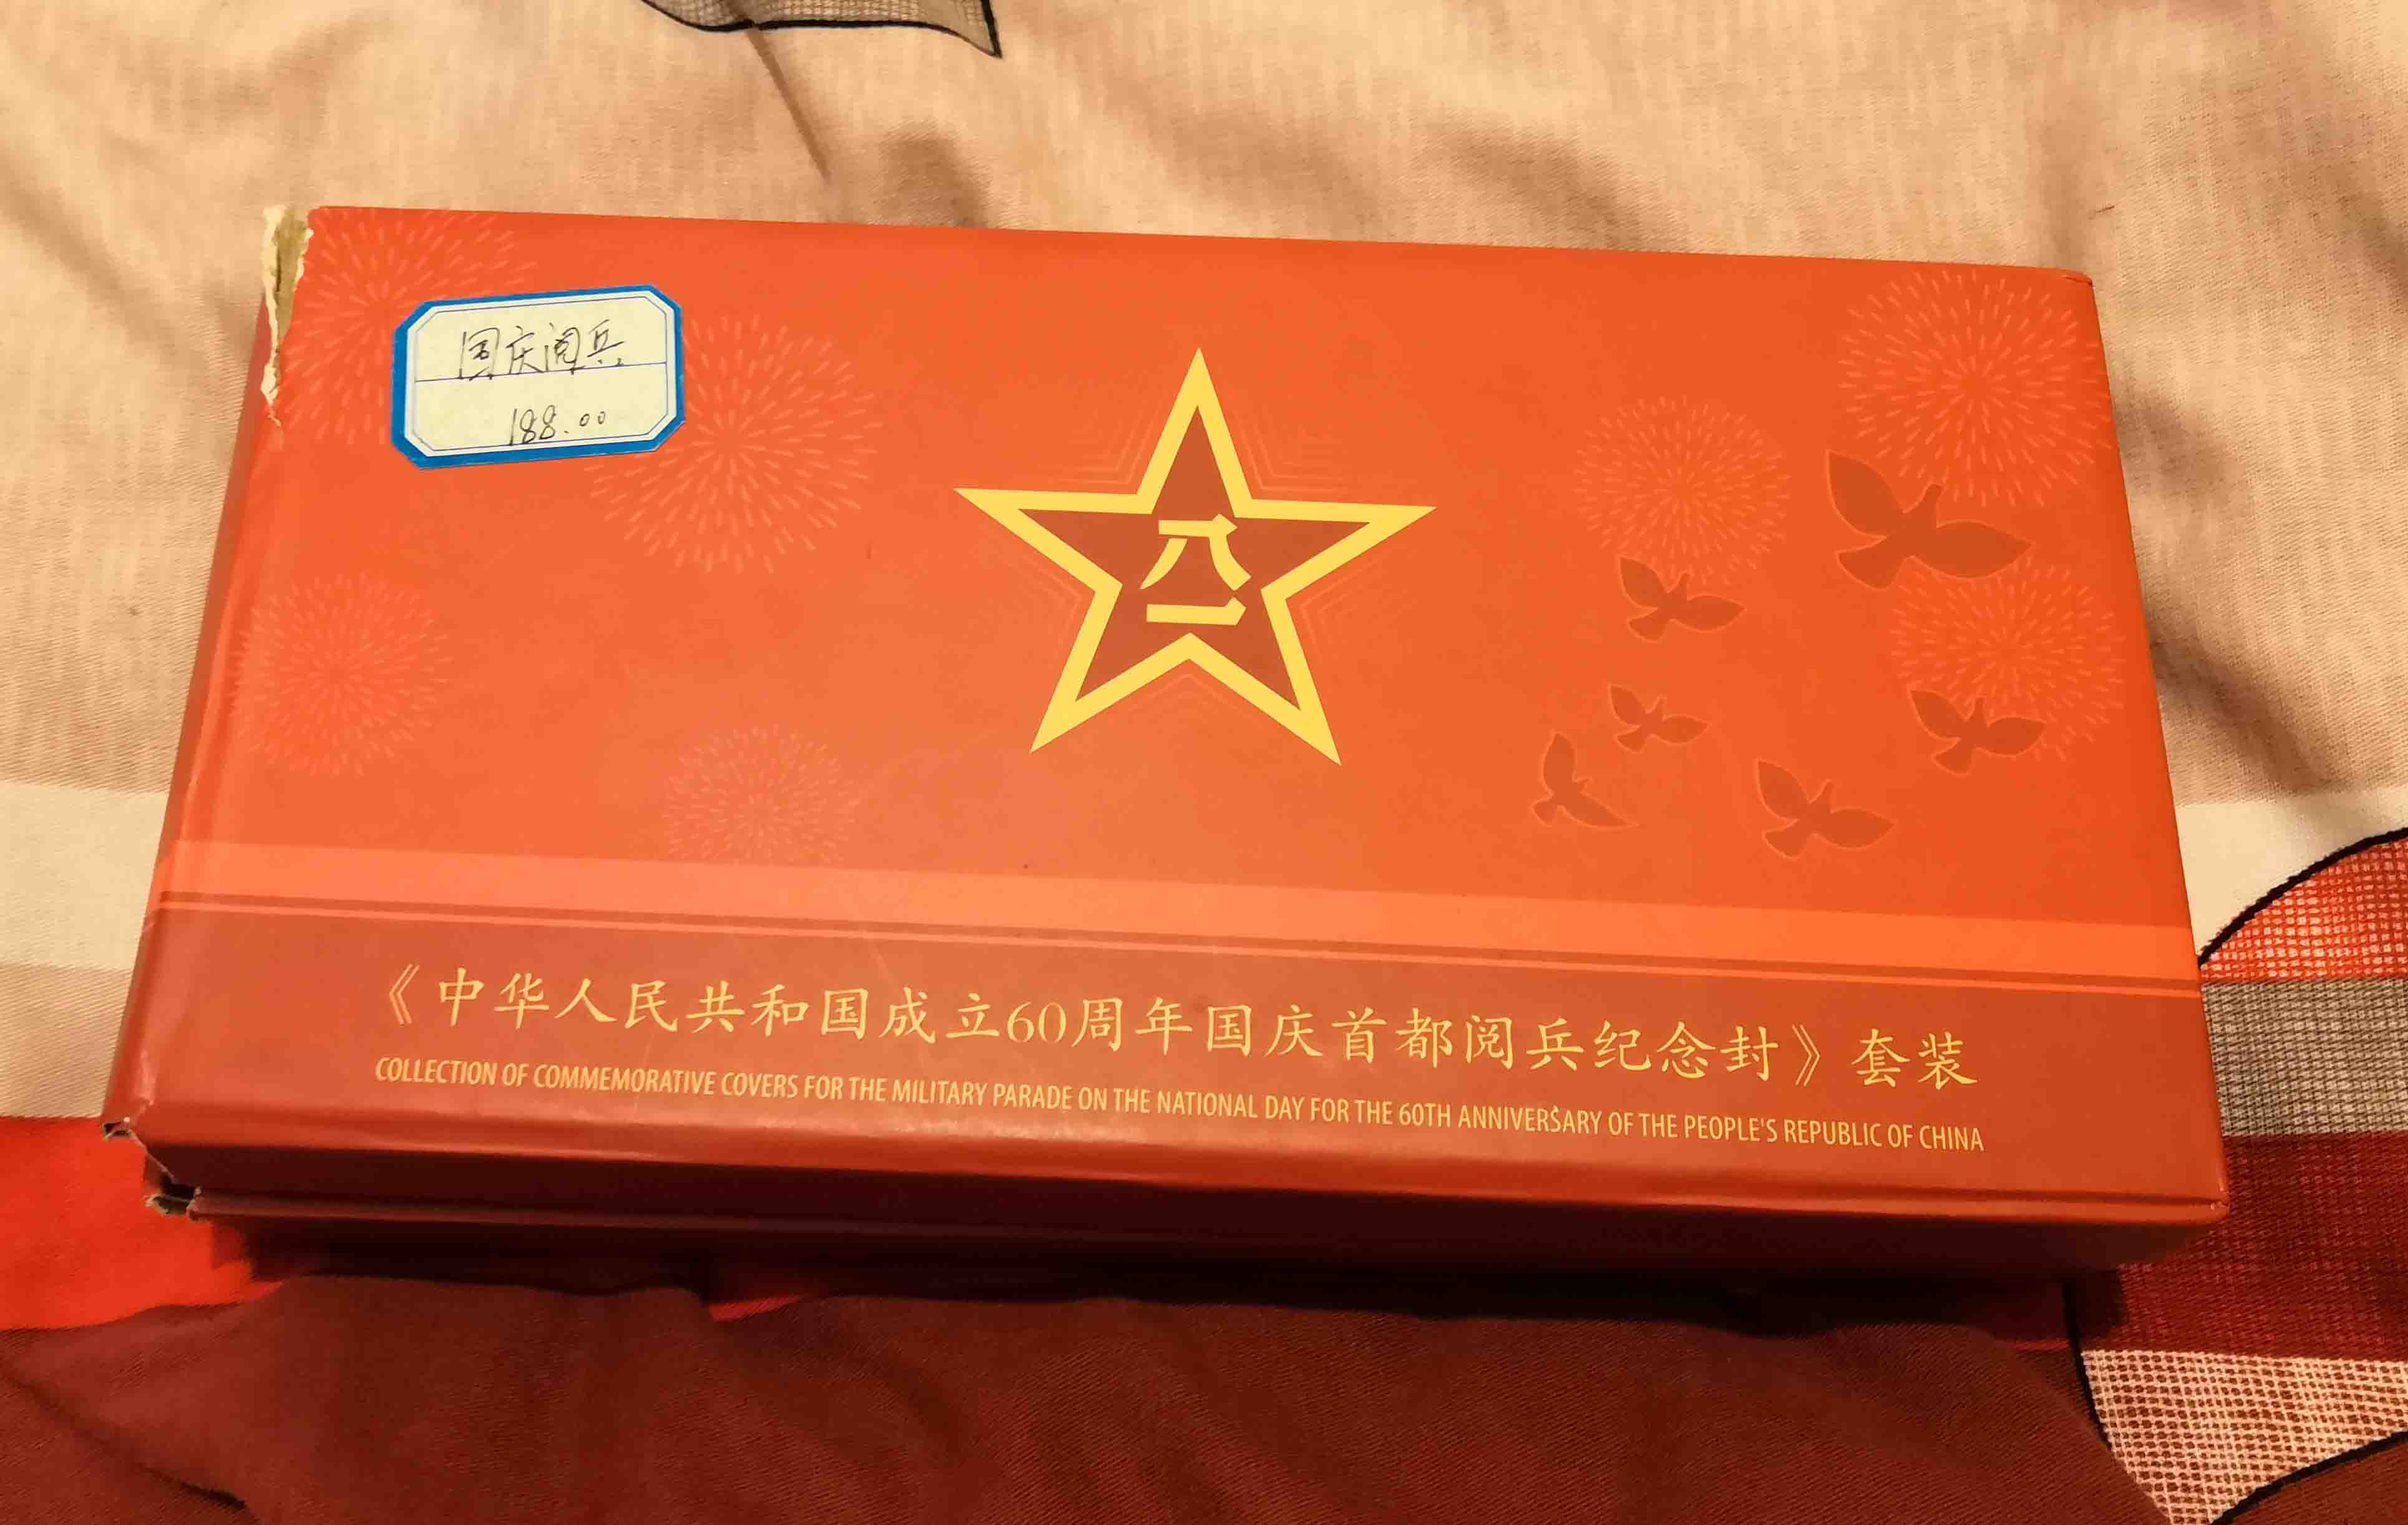 国庆阅兵
188.00
八一
《中华人民共和国成立60周年国庆首都阅兵纪念封》套装
COLLECTION OF COMMEMORATIVE COVERS FOR THE MILITARY PARADE ON THE NATIONAL DAY FOR THE 60TH ANNIVERSARY OF THE PEOPLE'S REPUBLIC OF CHINA